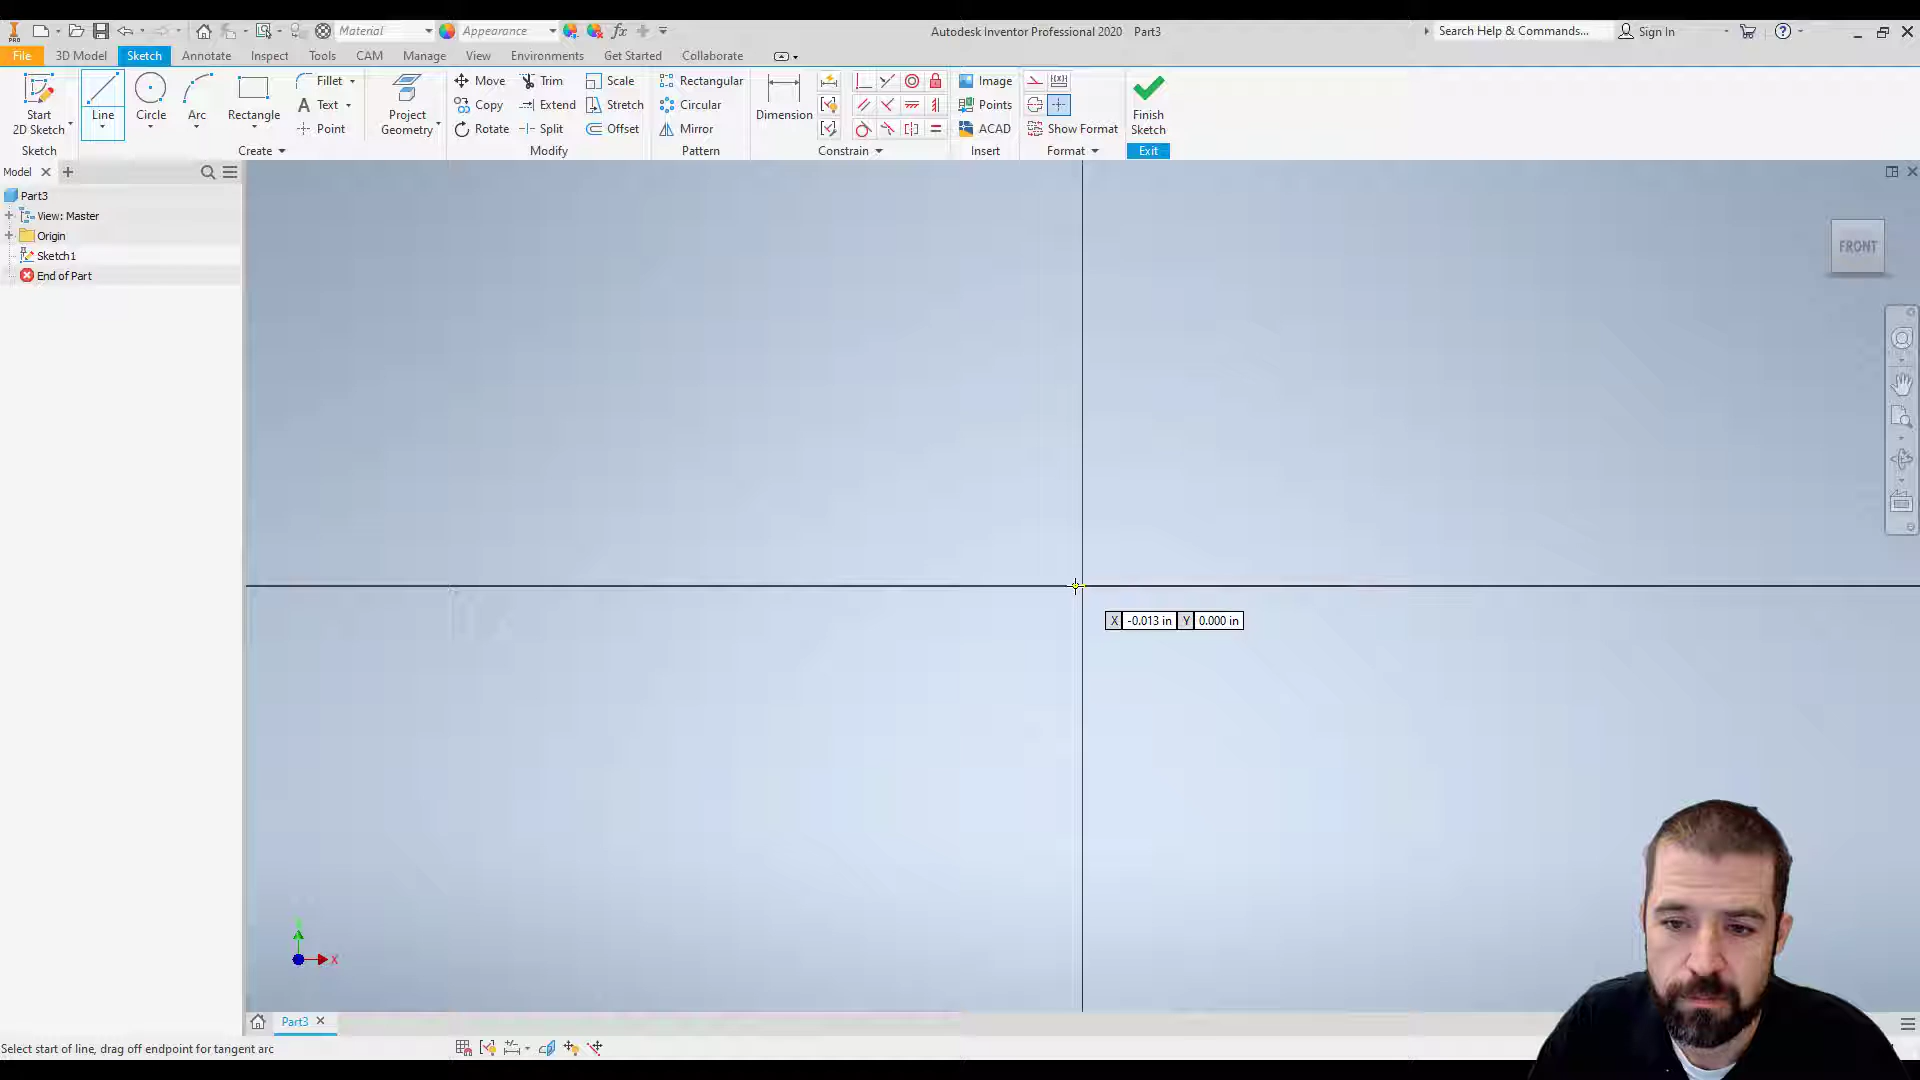 Material
Appearance
Autodesk Inventor Professional 2020 Part3
Search Help & Commands...
Sign In
File 3D Model Sketch Annotate Inspect Tools CAM Manage View Environments Get Started Collaborate
Start
2D Sketch
Line
Circle
Arc
Rectangle
Fillet
Text
Point
Project
Geometry
Move
Copy
Rotate
Trim
Extend
Split
Scale
Stretch
Offset
Rectangular
Circular
Mirror
Dimension
Image
Points
ACAD
Show Format
Finish
Sketch
Sketch Create Modify Pattern Constrain Insert Format Exit
Model
Part3
View: Master
Origin
Sketch1
End of Part
FRONT
X -0.013 in Y 0.000 in
X
Part3
Select start of line, drag off endpoint for tangent arc